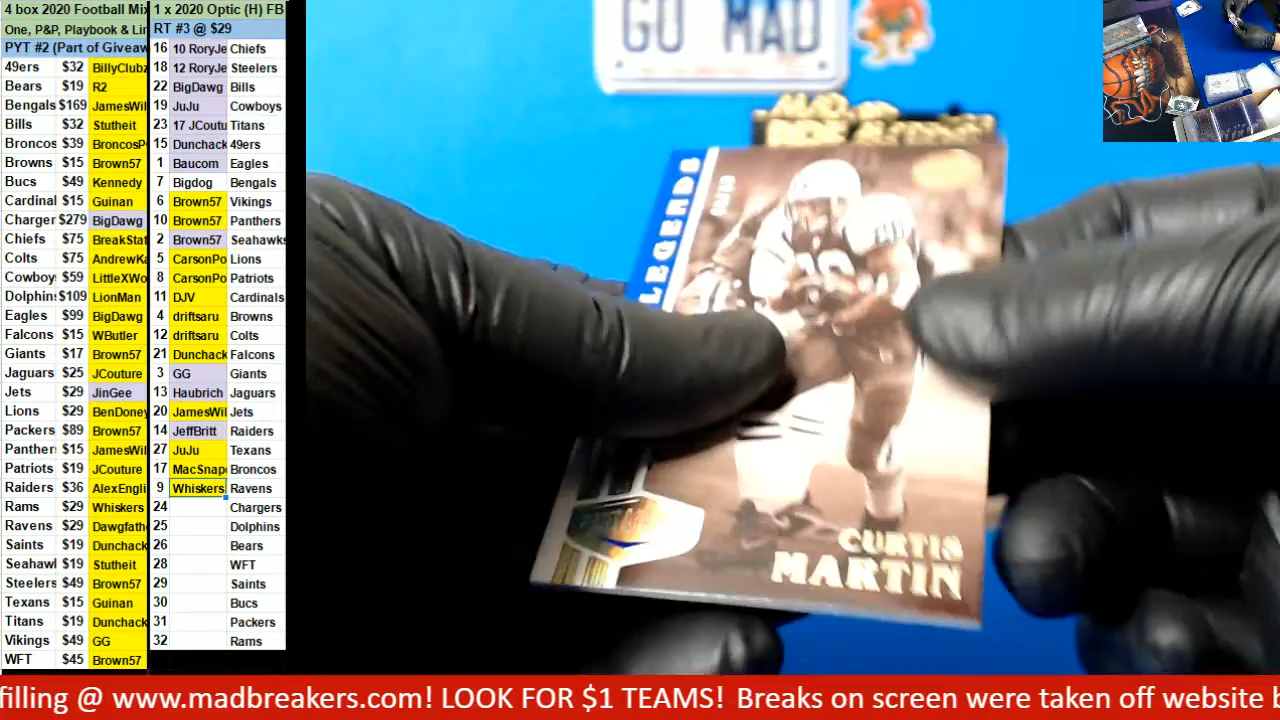 4 box 2020 Football Mix
One, P&P, Playbook & Lin
PYT #2 (Part of Giveaw
49ers $32 BillyClubz
Bears $19 R2
Bengals $169 JamesWil
Bills $32 Stutheit
Broncos $39 BroncosP
Browns $15 Brown57
Bucs $49 Kennedy
Cardinal $15 Guinan
Charger $279 BigDawg
Chiefs $75 BreakStat
Colts $75 AndrewKa
Cowboy $59 LittleXWo
Dolphin $109 LionMan
Eagles $99 BigDawg
Falcons $15 WButler
Giants $17 Brown57
Jaguars $25 JCouture
Jets $29 JinGee
Lions $29 BenDoney
Packers $89 Brown57
Panther $15 JamesWil
Patriots $19 JCouture
Raiders $36 AlexEngli
Rams $29 Whiskers
Ravens $29 Dawgfath
Saints $19 Dunchack
Seahawl $19 Stutheit
Steelers $49 Brown57
Texans $15 Guinan
Titans $19 Dunchack
Vikings $49 GG
WFT $45 Brown57
1 x 2020 Optic (H) FB
RT #3 @ $29
16 10 RoryJe Chiefs
18 12 RoryJe Steelers
22 BigDawg Bills
19 JuJu Cowboys
23 17 JCoutu Titans
15 Dunchack 49ers
1 Baucom Eagles
7 Bigdog Bengals
6 Brown57 Vikings
10 Brown57 Panthers
2 Brown57 Seahawks
5 CarsonPo Lions
8 CarsonPo Patriots
11 DJV Cardinals
4 driftsaru Browns
12 driftsaru Colts
21 Dunchack Falcons
3 GG Giants
13 Haubrich Jaguars
20 JamesWil Jets
14 JeffBritt Raiders
27 JuJu Texans
17 MacSnap Broncos
9 Whiskers Ravens
24 Chargers
25 Dolphins
26 Bears
28 WFT
29 Saints
30 Bucs
31 Packers
32 Rams
GO MAD
LEGENDS
CURTIS
MARTIN
filling @ www.madbreakers.com! LOOK FOR $1 TEAMS! Breaks on screen were taken off website b